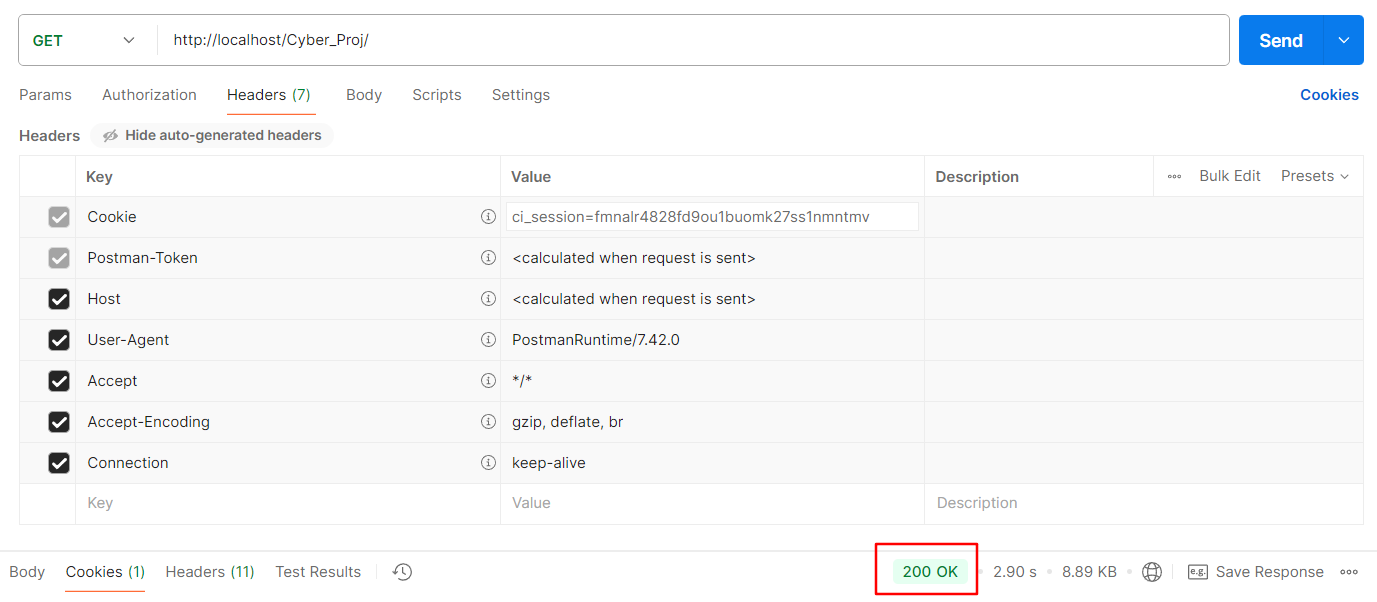 GET http://localhost/Cyber_Proj/ Send
Params Authorization Headers (7) Body Scripts Settings Cookies
Headers Hide auto-generated headers
Key Value Description Bulk Edit Presets
Cookie ci_session=fmnalr4828fd9ou1buomk27ss1nmntmv
Postman-Token <calculated when request is sent>
Host <calculated when request is sent>
User-Agent PostmanRuntime/7.42.0
Accept */*
Accept-Encoding gzip, deflate, br
Connection keep-alive
Key Value Description
Body Cookies (1) Headers (11) Test Results 200 OK 2.90 s 8.89 KB e.g. Save Response